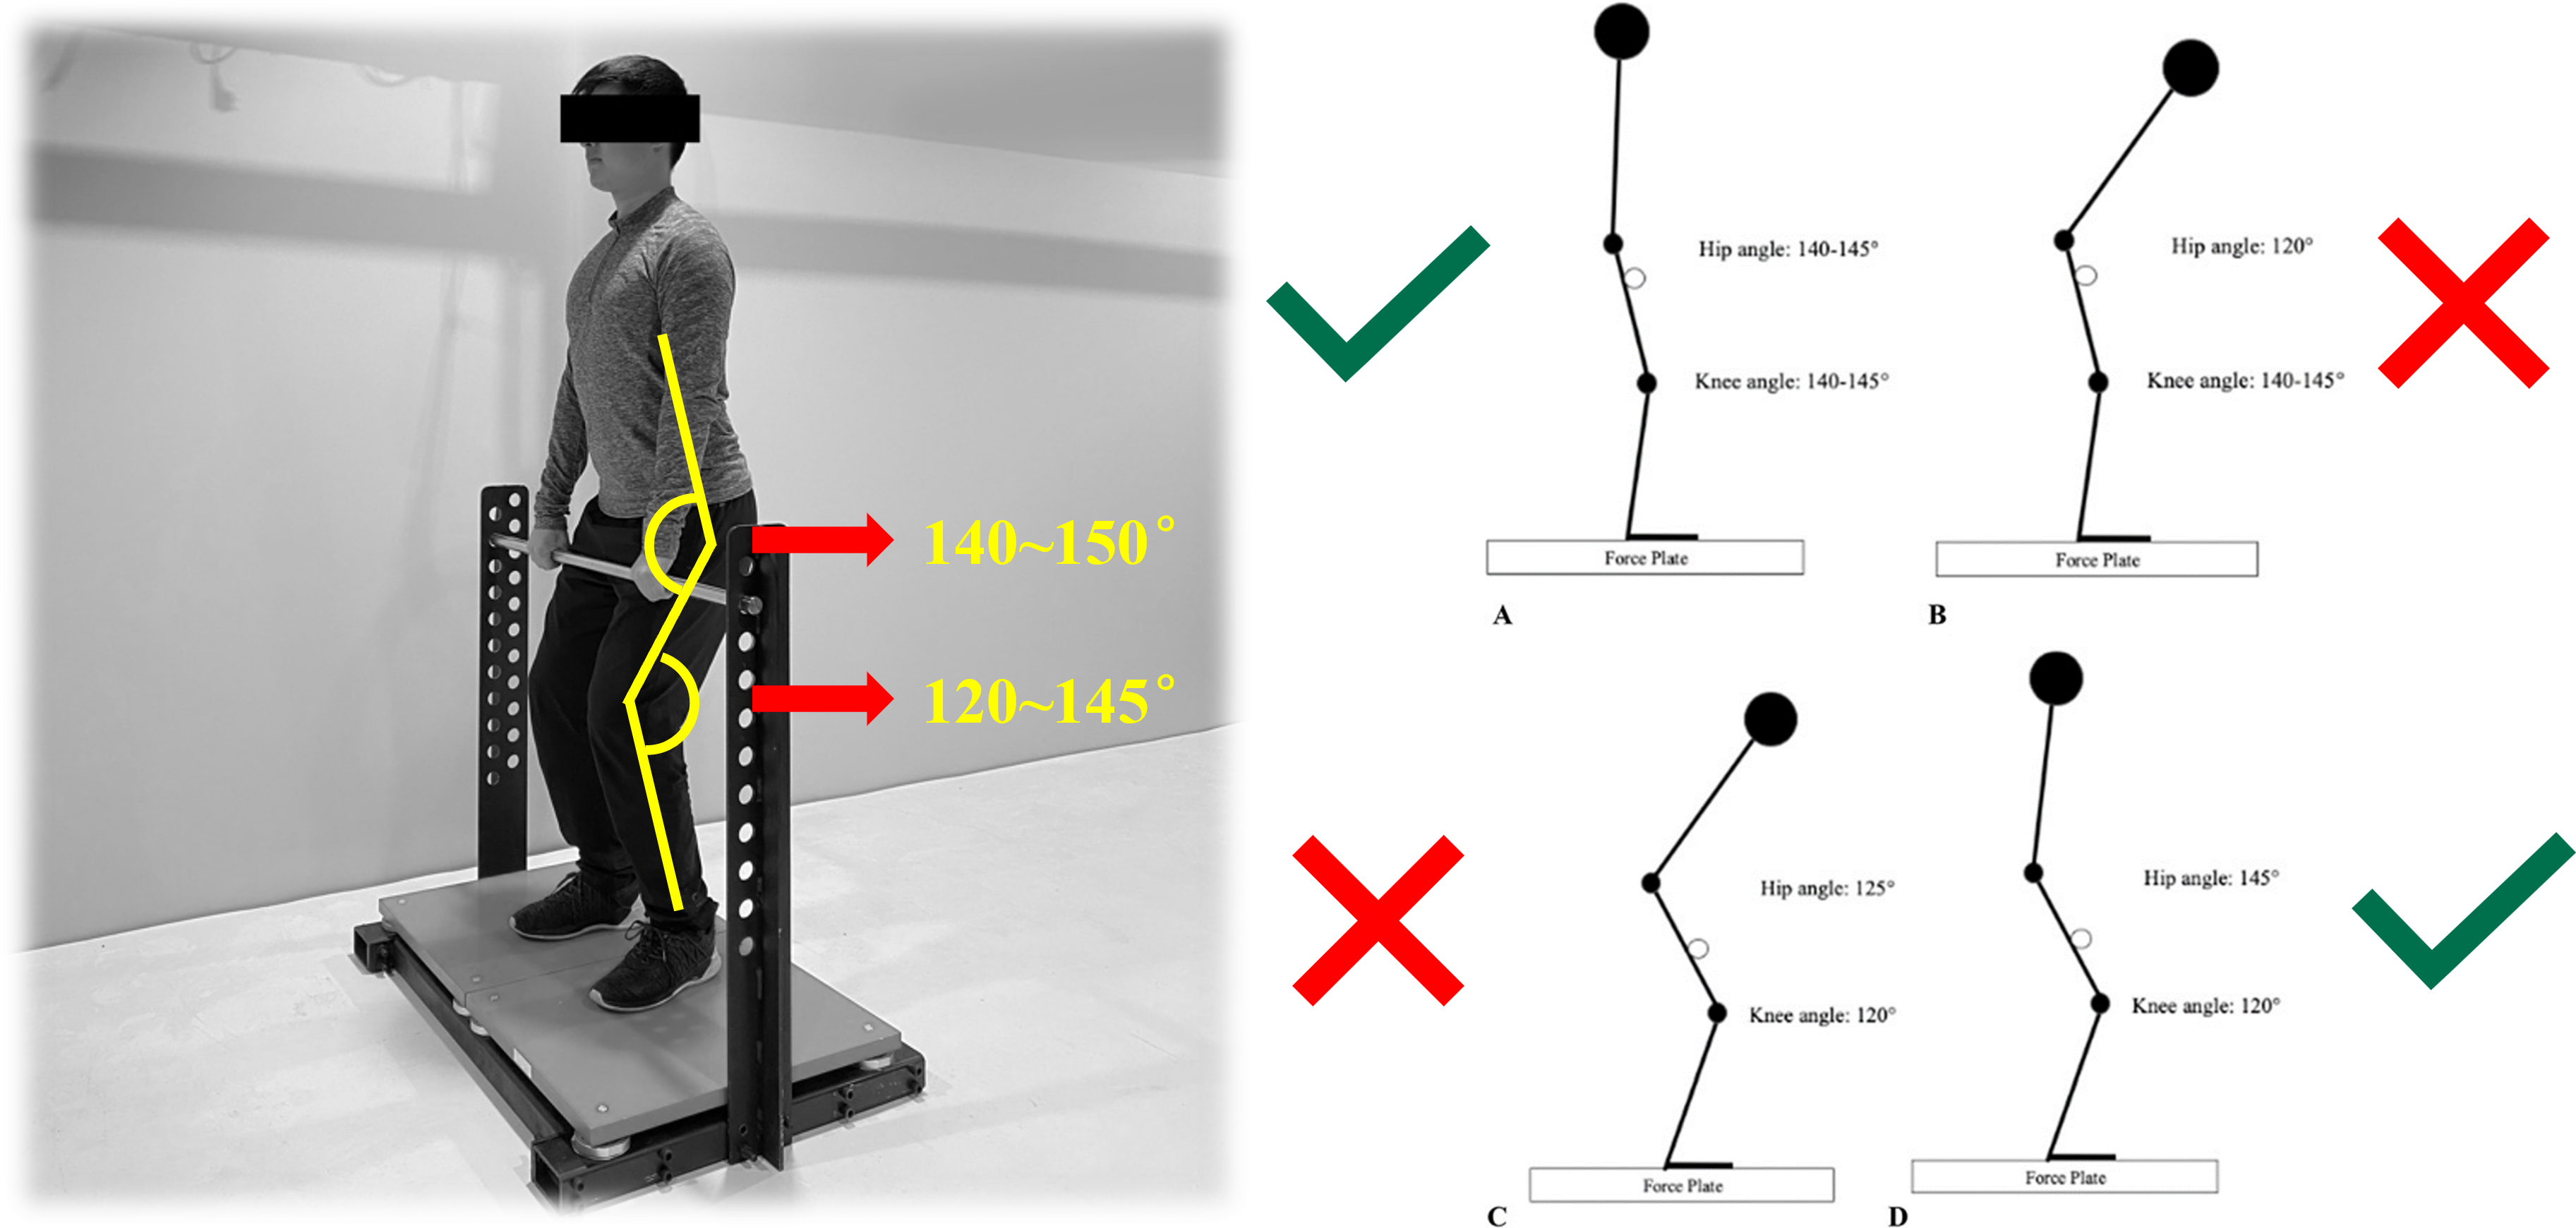 140~150°
120~145°
Hip angle: 140-145°
Knee angle: 140-145°
Force Plate
A
Hip angle: 120°
Knee angle: 140-145°
Force Plate
B
Hip angle: 125°
Knee angle: 120°
Force Plate
C
Hip angle: 145°
Knee angle: 120°
Force Plate
D